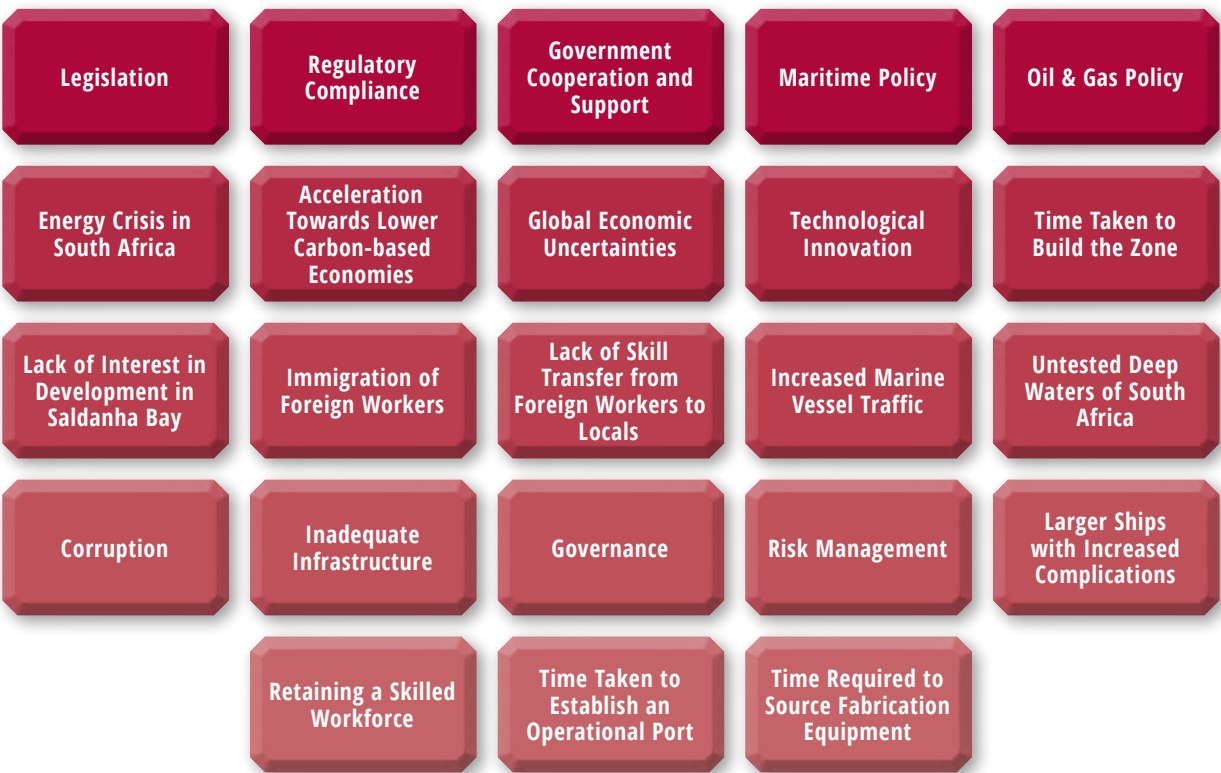 Legislation
Regulatory
Compliance
Government
Cooperation and
Support
Maritime Policy
Oil & Gas Policy
Energy Crisis in
South Africa
Acceleration
Towards Lower
Carbon-based
Economies
Global Economic
Uncertainties
Technological
Innovation
Time Taken to
Build the Zone
Lack of Interest in
Development in
Saldanha Bay
Immigration of
Foreign Workers
Lack of Skill
Transfer from
Foreign Workers to
Locals
Increased Marine
Vessel Traffic
Untested Deep
Waters of South
Africa
Corruption
Inadequate
Infrastructure
Governance
Risk Management
Larger Ships
with Increased
Complications
Retaining a Skilled
Workforce
Time Taken to
Establish an
Operational Port
Time Required to
Source Fabrication
Equipment